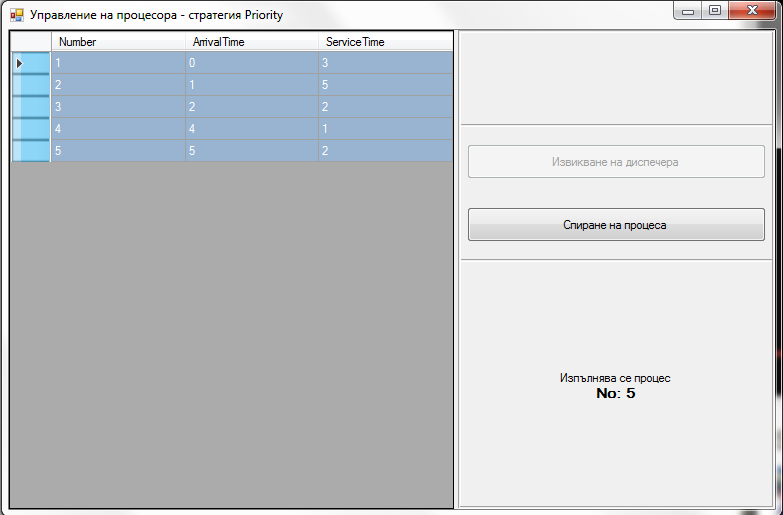 Управление на процесора - стратегия Priority
Number ArrivalTime ServiceTime
1 0 3
2 1 5
3 2 2
4 4 1
5 5 2
Извикване на диспечера
Спиране на процеса
Изпълнява се процес
No: 5